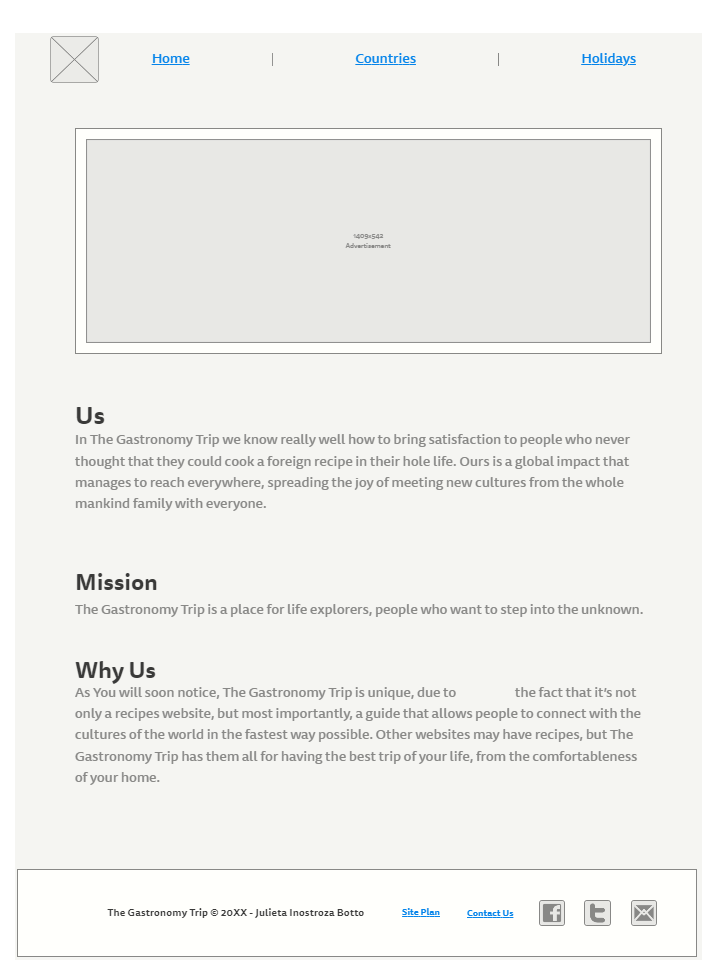 Home | Countries | Holidays
1409x542
Advertisement
Us
In The Gastronomy Trip we know really well how to bring satisfaction to people who never
thought that they could cook a foreign recipe in their hole life. Ours is a global impact that
manages to reach everywhere, spreading the joy of meeting new cultures from the whole
mankind family with everyone.
Mission
The Gastronomy Trip is a place for life explorers, people who want to step into the unknown.
Why Us
As You will soon notice, The Gastronomy Trip is unique, due to the fact that it's not
only a recipes website, but most importantly, a guide that allows people to connect with the
cultures of the world in the fastest way possible. Other websites may have recipes, but The
Gastronomy Trip has them all for having the best trip of your life, from the comfortableness
of your home.
The Gastronomy Trip © 20XX - Julieta Inostroza Botto Site Plan Contact Us